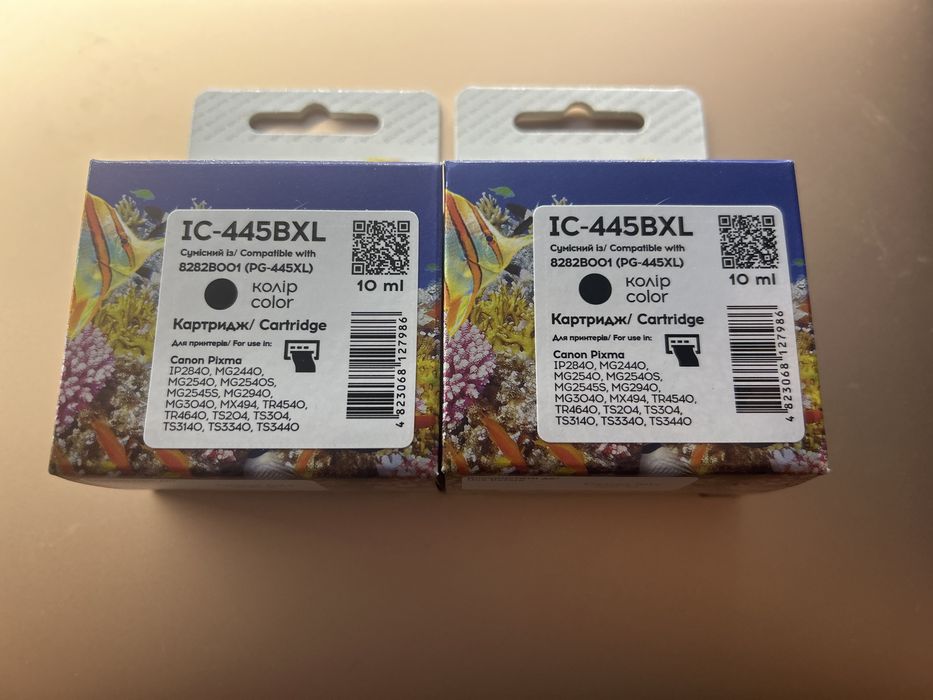 IC-445BXL
Сумісний із/ Compatible with
8282B001 (PG-445XL)
10 ml
колір
color
Картридж/ Cartridge
Для принтерів/ For use in:
Canon Pixma
IP2840, MG2440,
MG2540, MG2540S,
MG2545S, MG2940,
MG3040, MX494, TR4540,
TR4640, TS204, TS304,
TS3140, TS3340, TS3440
4 823068 127986
IC-445BXL
Сумісний із/ Compatible with
8282B001 (PG-445XL)
10 ml
колір
color
Картридж/ Cartridge
Для принтерів/ For use in:
Canon Pixma
IP2840, MG2440,
MG2540, MG2540S,
MG2545S, MG2940,
MG3040, MX494, TR4540,
TR4640, TS204, TS304,
TS3140, TS3340, TS3440
4 823068 127986